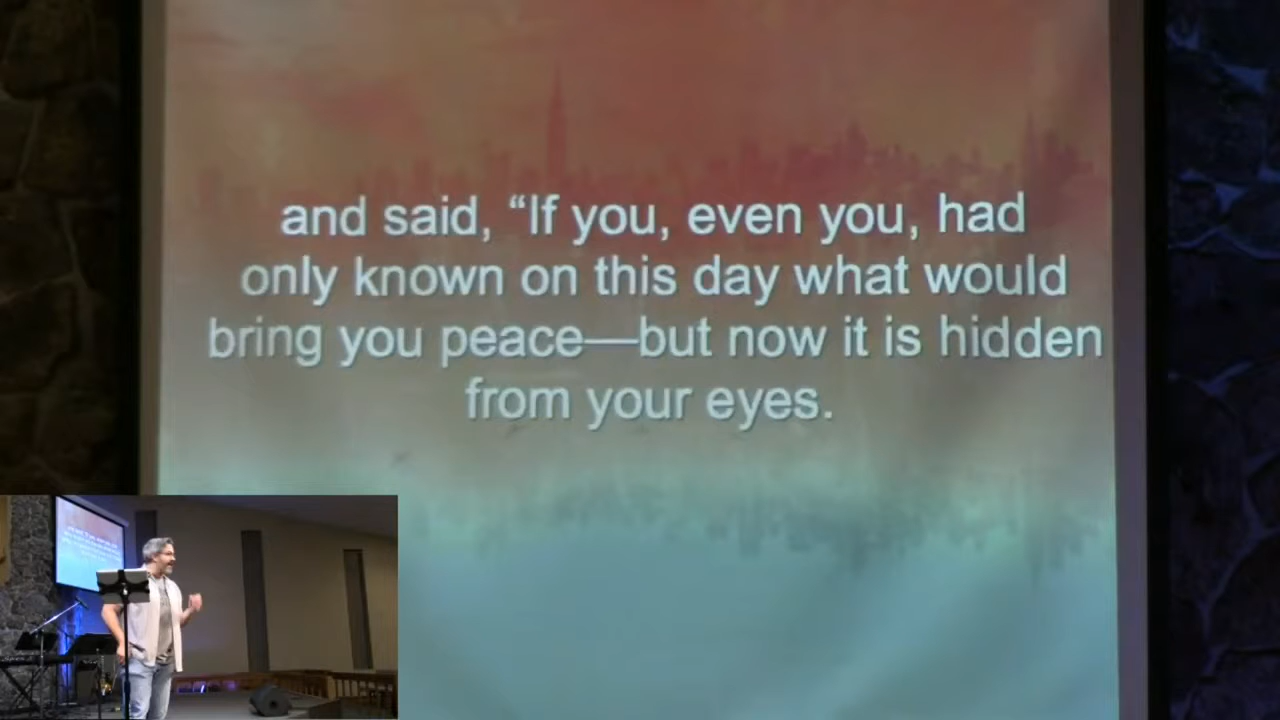 and said, “If you, even you, had
only known on this day what would
bring you peace—but now it is hidden
from your eyes.